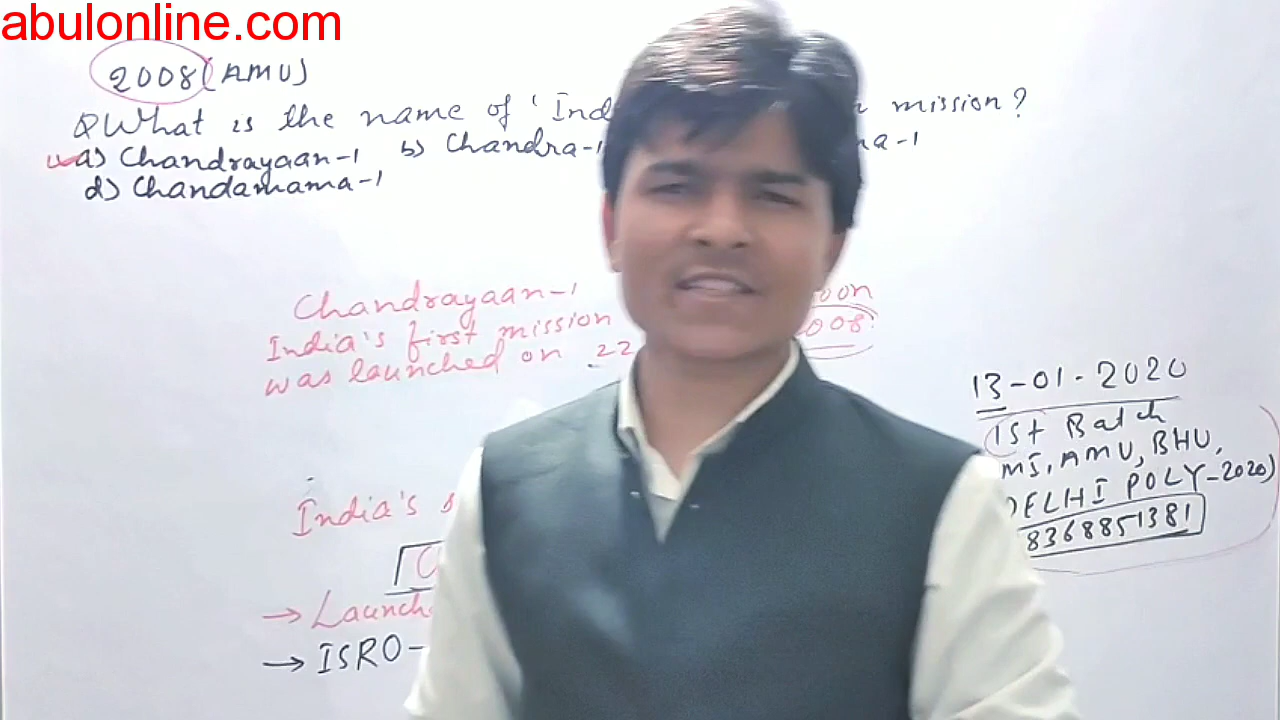 abulonline.com
2008 (AMU)
Q What is the name of ' Ind mission?
a) Chandrayaan-1 b) Chandra-1 ma-1
d) Chandamama-1
Chandrayaan-1 oon
India's first mission 2008.
was launched on 22
India's s
C
→ Launch
→ ISRO-
13-01-2020
1st Batch
MI, AMU, BHU,
DELHI POLY-2020)
8368851381